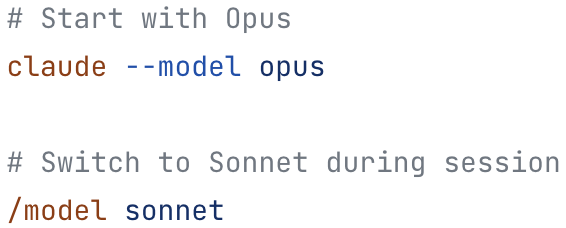 # Start with Opus
claude --model opus
# Switch to Sonnet during session
/model sonnet